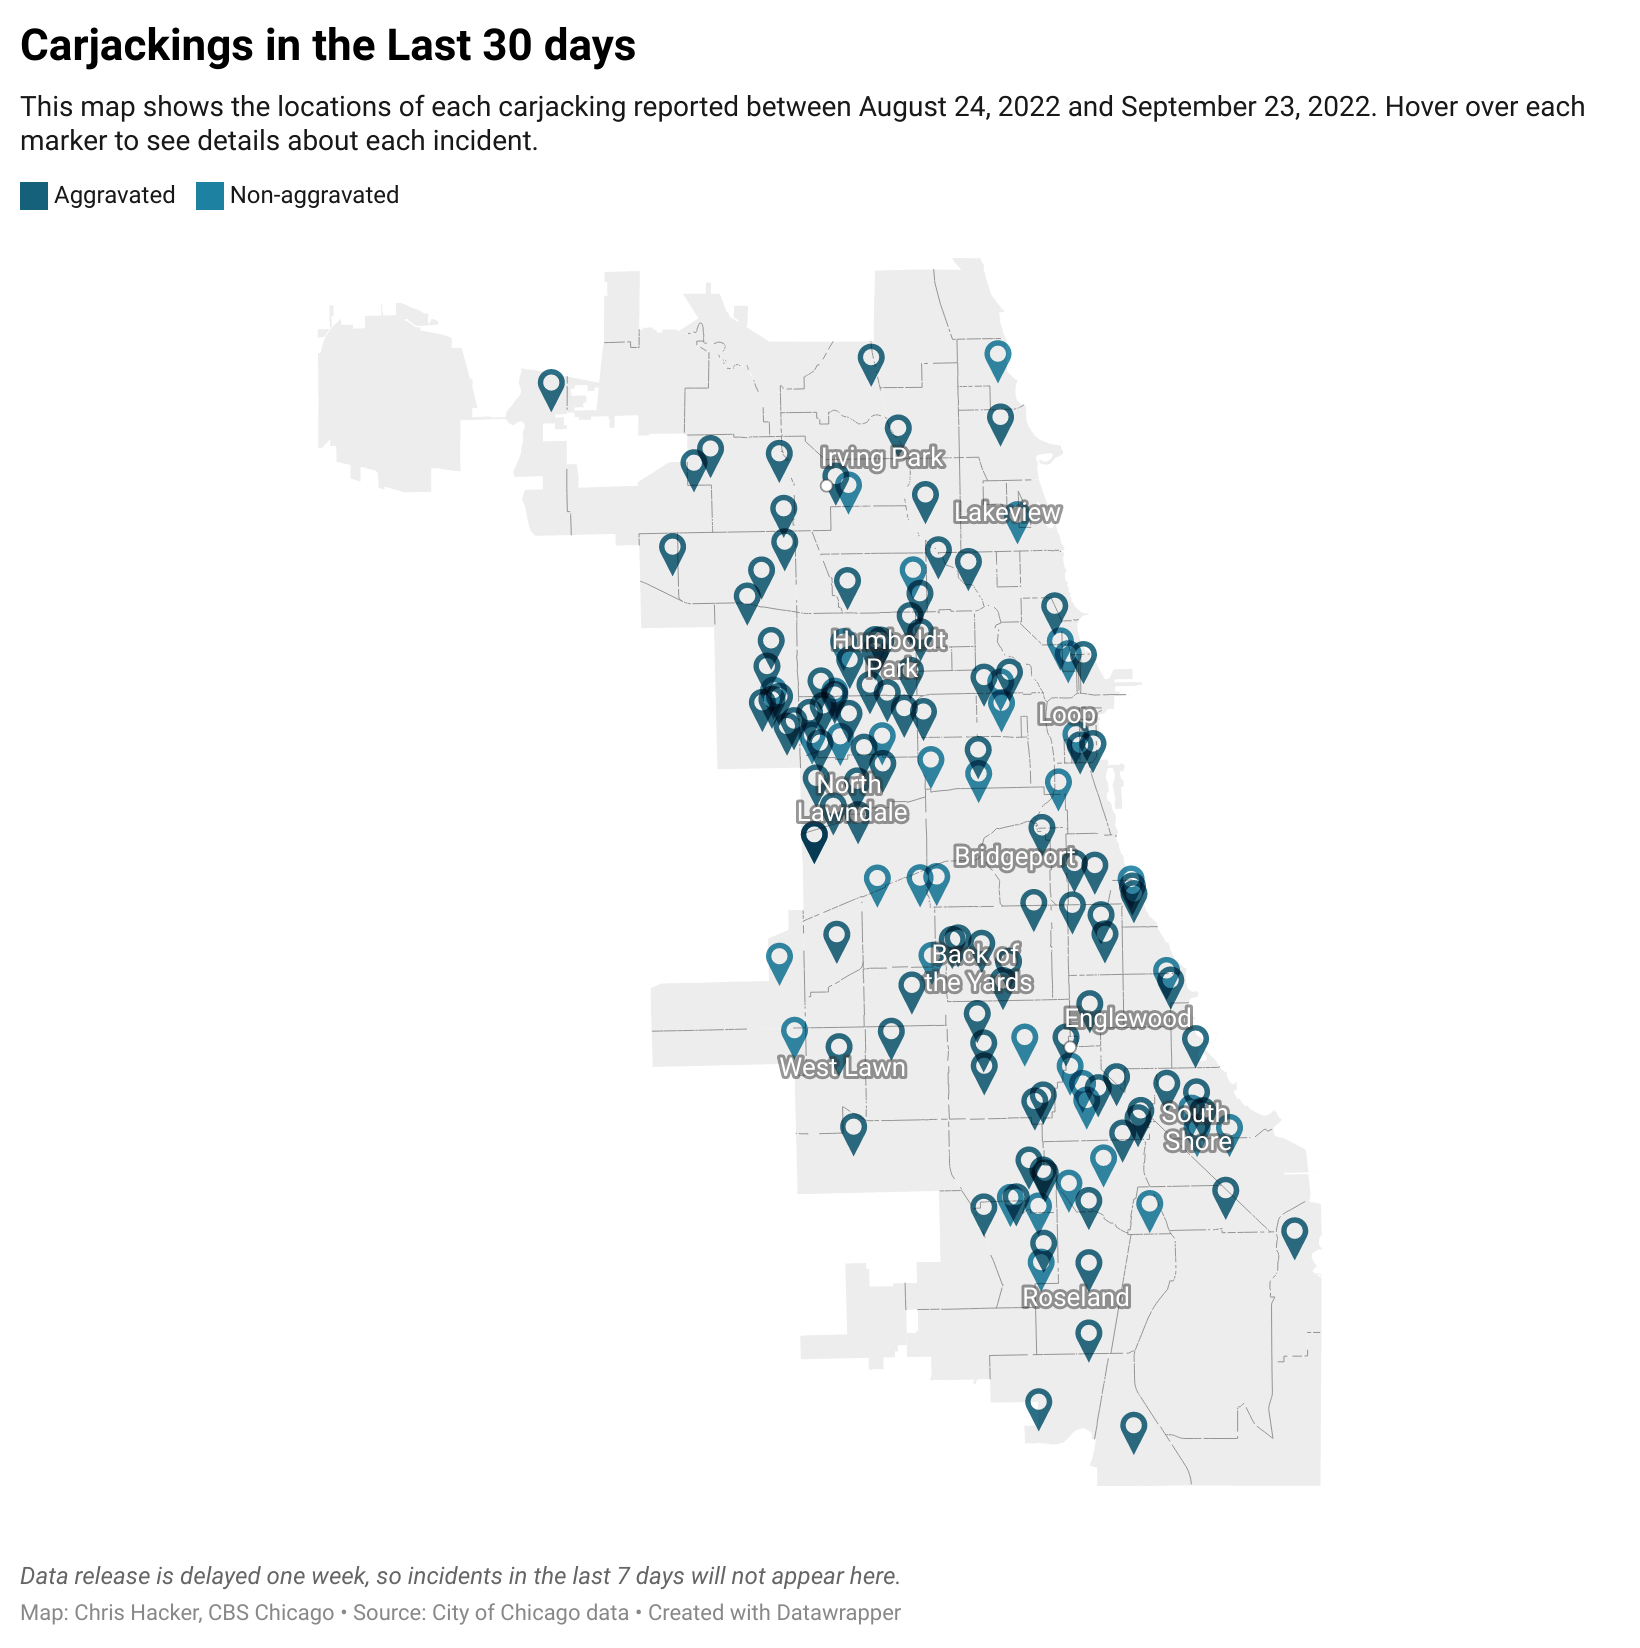 Carjackings in the Last 30 days
This map shows the locations of each carjacking reported between August 24, 2022 and September 23, 2022. Hover over each
marker to see details about each incident.
Aggravated Non-aggravated
Irving Park
Lakeview
Humboldt
Park
Loop
North
Lawndale
Bridgeport
Back of
the Yards
Englewood
West Lawn
South
Shore
Roseland
Data release is delayed one week, so incidents in the last 7 days will not appear here.
Map: Chris Hacker, CBS Chicago • Source: City of Chicago data • Created with Datawrapper